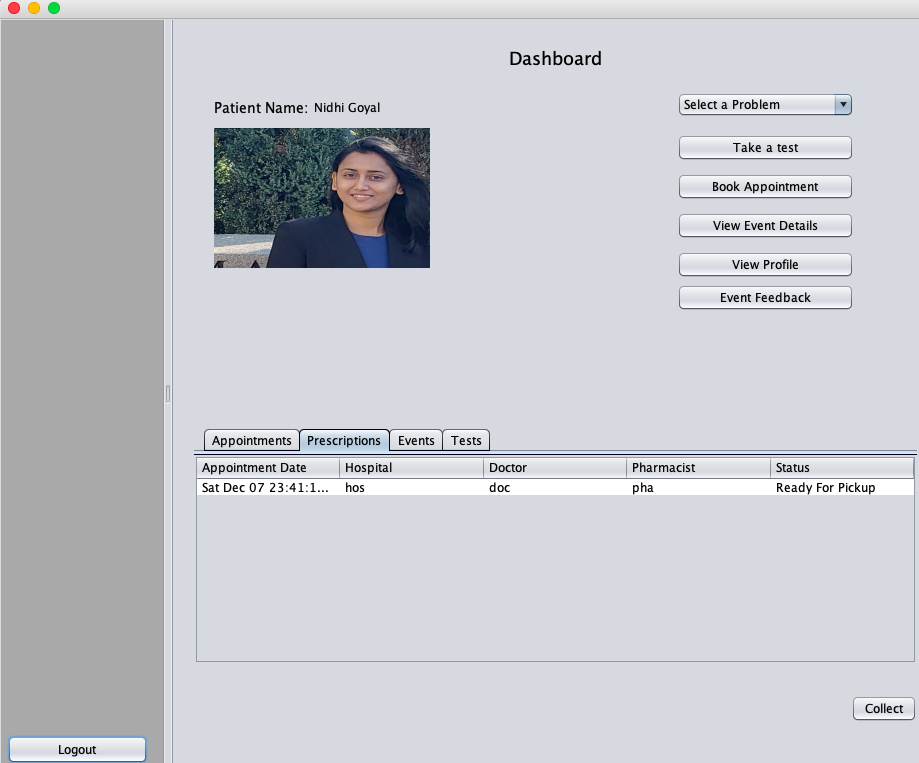 Dashboard
Patient Name: Nidhi Goyal
Select a Problem
Take a test
Book Appointment
View Event Details
View Profile
Event Feedback
Appointments Prescriptions Events Tests
Appointment Date Hospital Doctor Pharmacist Status
Sat Dec 07 23:41:1... hos doc pha Ready For Pickup
Collect
Logout